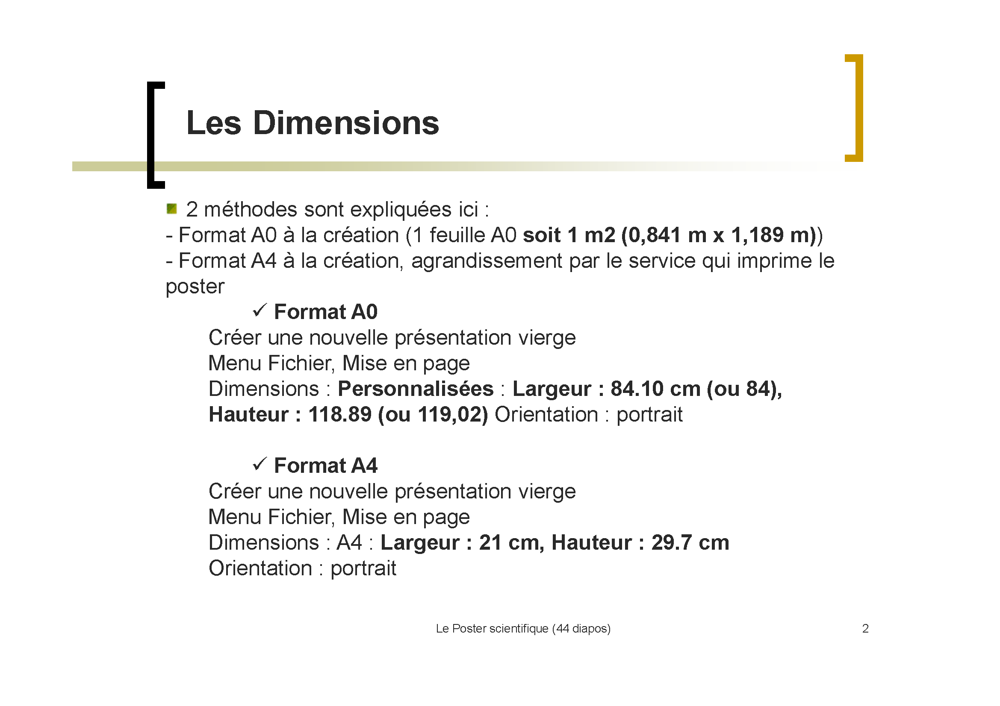 Les Dimensions
2 méthodes sont expliquées ici :
- Format A0 à la création (1 feuille A0 soit 1 m2 (0,841 m x 1,189 m))
- Format A4 à la création, agrandissement par le service qui imprime le
poster
✓ Format A0
Créer une nouvelle présentation vierge
Menu Fichier, Mise en page
Dimensions : Personnalisées : Largeur : 84.10 cm (ou 84),
Hauteur : 118.89 (ou 119,02) Orientation : portrait
✓ Format A4
Créer une nouvelle présentation vierge
Menu Fichier, Mise en page
Dimensions : A4 : Largeur : 21 cm, Hauteur : 29.7 cm
Orientation : portrait
Le Poster scientifique (44 diapos)
2